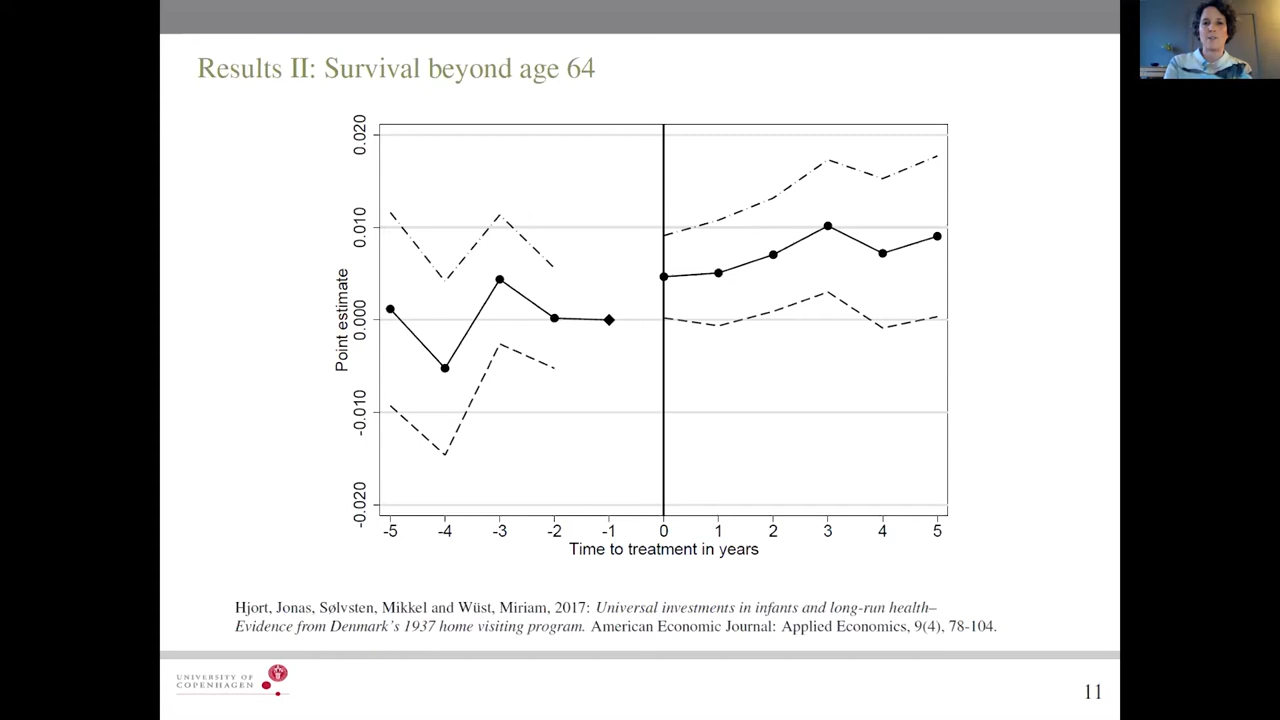 Results II: Survival beyond age 64
0.020
0.010
0.000
-0.010
-0.020
Point estimate
-5 -4 -3 -2 -1 0 1 2 3 4 5
Time to treatment in years
Hjort, Jonas, Sølvsten, Mikkel and Wüst, Miriam, 2017: Universal investments in infants and long-run health–
Evidence from Denmark's 1937 home visiting program. American Economic Journal: Applied Economics, 9(4), 78-104.
UNIVERSITY OF
COPENHAGEN
11